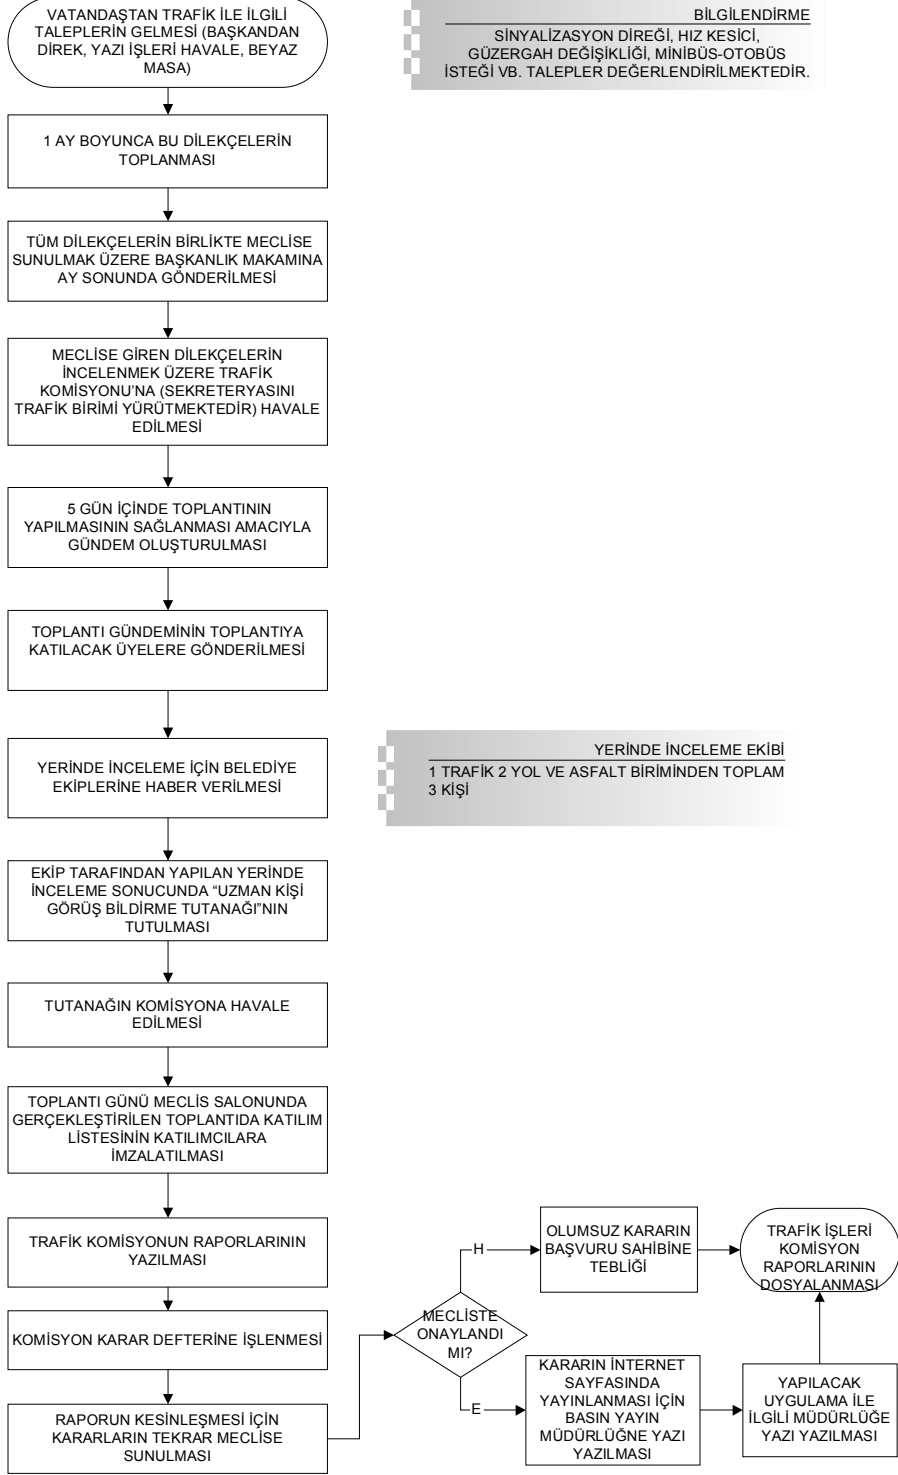 VATANDAŞTAN TRAFİK İLE İLGİLİ
TALEPLERİN GELMESİ (BAŞKANDAN
DİREK, YAZI İŞLERİ HAVALE, BEYAZ
MASA)
BİLGİLENDİRME
SİNYALİZASYON DİREĞİ, HIZ KESİCİ,
GÜZERGAH DEĞİŞİKLİĞİ, MİNİBÜS-OTOBÜS
İSTEĞİ VB. TALEPLER DEĞERLENDİRİLMEKTEDİR.
1 AY BOYUNCA BU DİLEKÇELERİN
TOPLANMASI
TÜM DİLEKÇELERİN BİRLİKTE MECLİSE
SUNULMAK ÜZERE BAŞKANLIK MAKAMINA
AY SONUNDA GÖNDERİLMESİ
MECLİSE GİREN DİLEKÇELERİN
İNCELENMEK ÜZERE TRAFİK
KOMİSYONU’NA (SEKRETERYASINI
TRAFİK BİRİMİ YÜRÜTMEKTEDİR) HAVALE
EDİLMESİ
5 GÜN İÇİNDE TOPLANTININ
YAPILMASININ SAĞLANMASI AMACIYLA
GÜNDEM OLUŞTURULMASI
TOPLANTI GÜNDEMİNİN TOPLANTIYA
KATILACAK ÜYELERE GÖNDERİLMESİ
YERİNDE İNCELEME İÇİN BELEDİYE
EKİPLERİNE HABER VERİLMESİ
YERİNDE İNCELEME EKİBİ
1 TRAFİK 2 YOL VE ASFALT BİRİMİNDEN TOPLAM
3 KİŞİ
EKİP TARAFINDAN YAPILAN YERİNDE
İNCELEME SONUCUNDA “UZMAN KİŞİ
GÖRÜŞ BİLDİRME TUTANAĞI”NIN
TUTULMASI
TUTANAĞIN KOMİSYONA HAVALE
EDİLMESİ
TOPLANTI GÜNÜ MECLİS SALONUNDA
GERÇEKLEŞTİRİLEN TOPLANTIDA KATILIM
LİSTESİNİN KATILIMCILARA
İMZALATILMASI
TRAFİK KOMİSYONUN RAPORLARININ
YAZILMASI
KOMİSYON KARAR DEFTERİNE İŞLENMESİ
RAPORUN KESİNLEŞMESİ İÇİN
KARARLARIN TEKRAR MECLİSE
SUNULMASI
MECLİSTE
ONAYLANDI
MI?
H
OLUMSUZ KARARIN
BAŞVURU SAHİBİNE
TEBLİĞİ
TRAFİK İŞLERİ
KOMİSYON
RAPORLARININ
DOSYALANMASI
E
KARARIN İNTERNET
SAYFASINDA
YAYINLANMASI İÇİN
BASIN YAYIN
MÜDÜRLÜĞNE YAZI
YAZILMASI
YAPILACAK
UYGULAMA İLE
İLGİLİ MÜDÜRLÜĞE
YAZI YAZILMASI